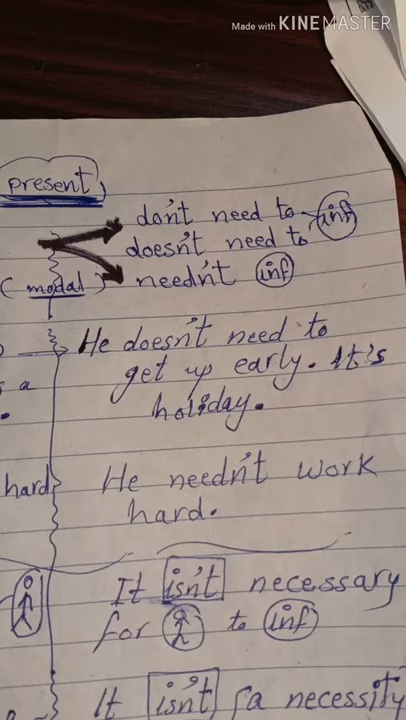 Made with KINEMASTER
present
don't need to inf
doesn't need to
(modal) needn't inf
He doesn't need to
get up early. It's
s a
holiday.
hard
He needn't work
hard.
It isn't necessary
for to inf
It isn't a necessity